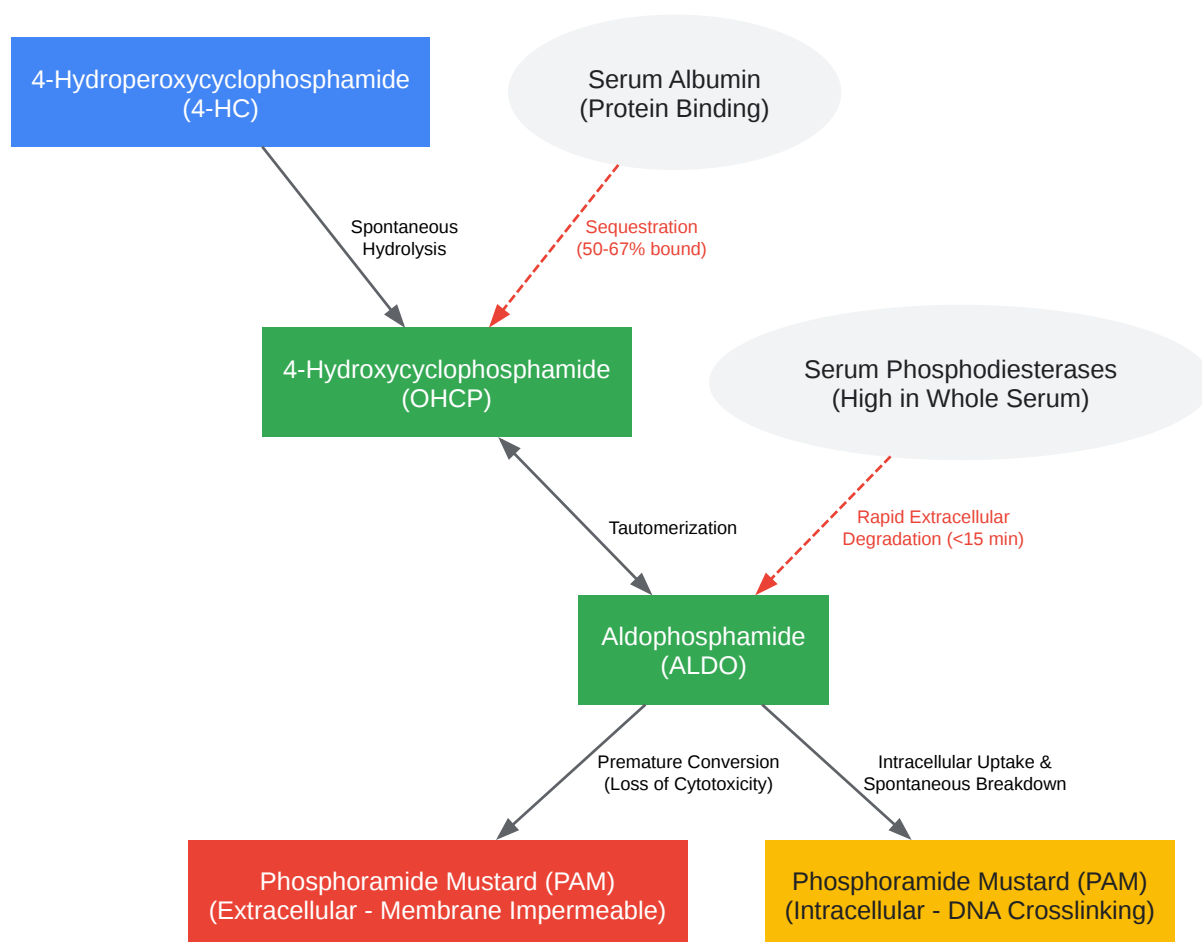 4-Hydroperoxycyclophosphamide
(4-HC)
Serum Albumin
(Protein Binding)
Spontaneous
Hydrolysis
Sequestration
(50-67% bound)
4-Hydroxycyclophosphamide
(OHCP)
Serum Phosphodiesterases
(High in Whole Serum)
Tautomerization
Rapid Extracellular
Degradation (<15 min)
Aldophosphamide
(ALDO)
Premature Conversion
(Loss of Cytotoxicity)
Intracellular Uptake &
Spontaneous Breakdown
Phosphoramide Mustard (PAM)
(Extracellular - Membrane Impermeable)
Phosphoramide Mustard (PAM)
(Intracellular - DNA Crosslinking)